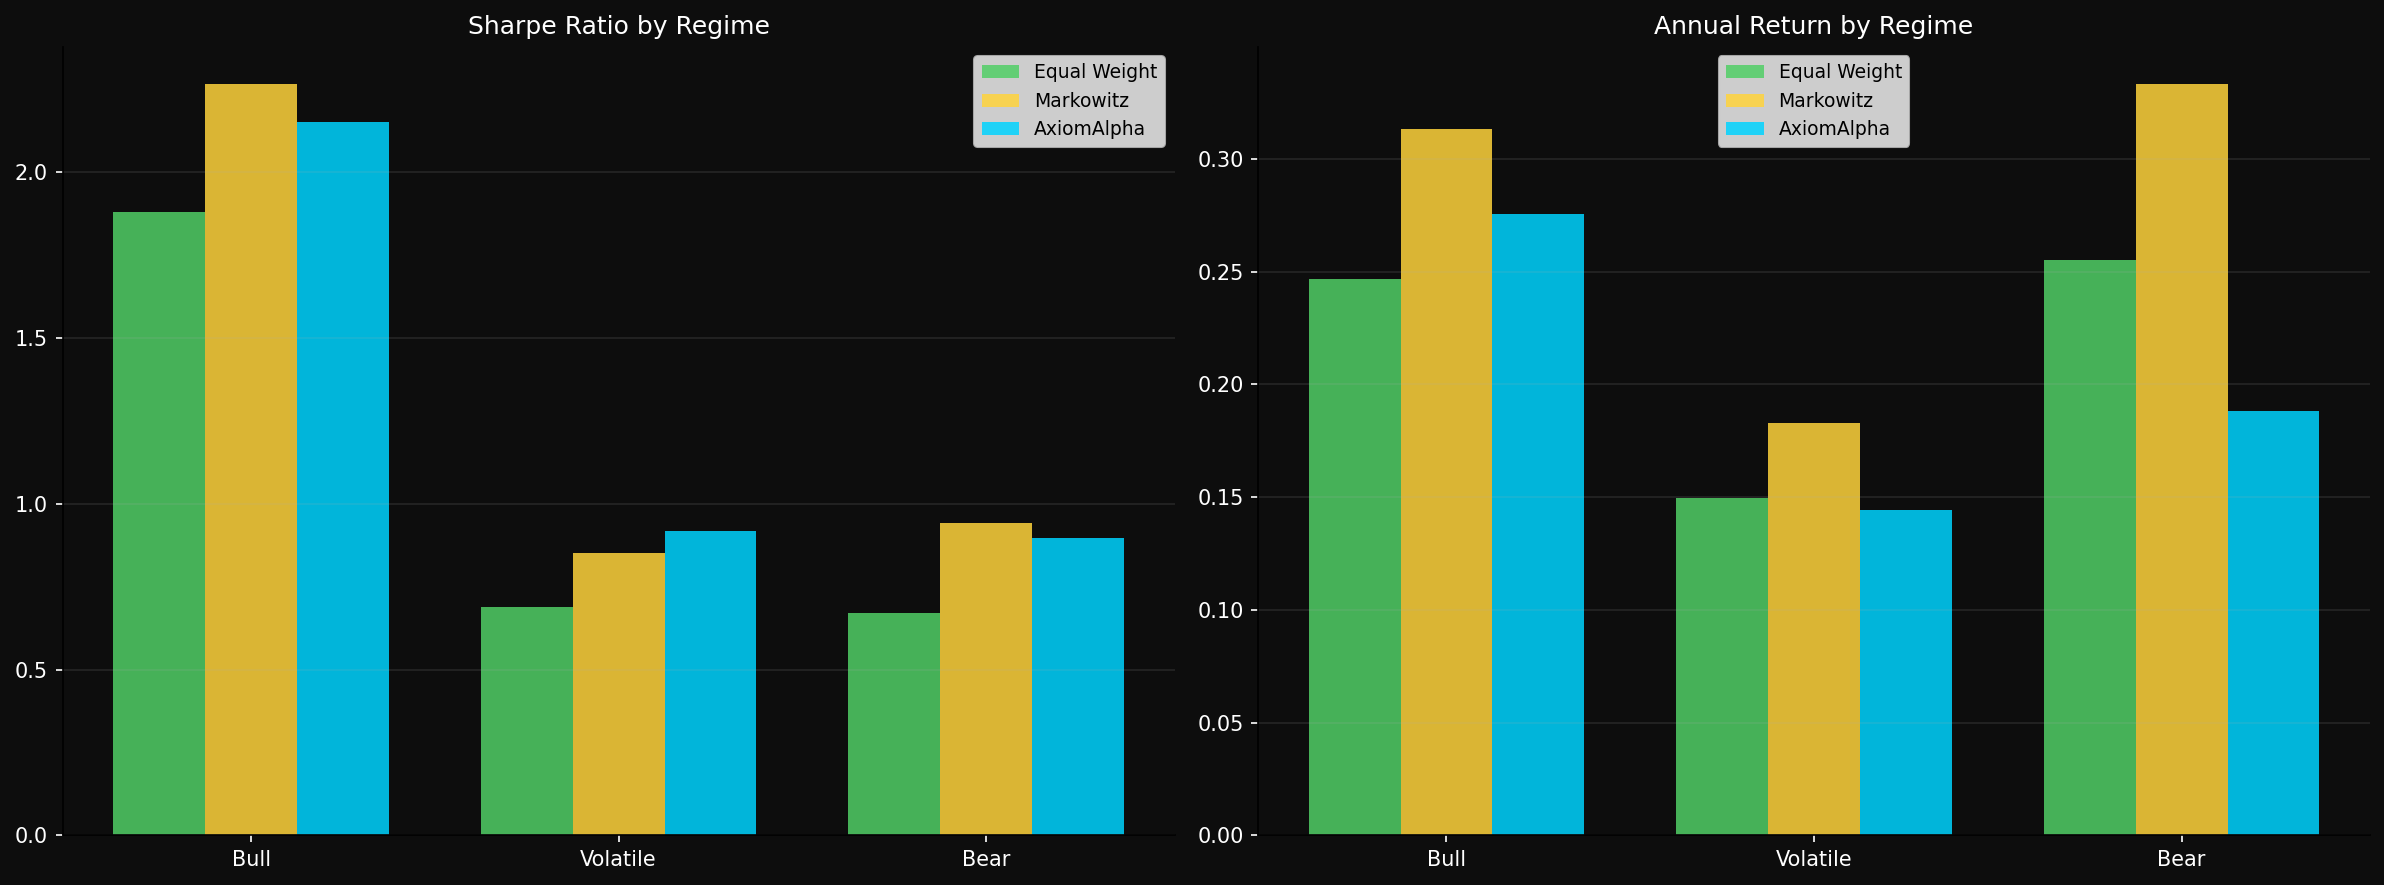 Sharpe Ratio by Regime
Equal Weight
Markowitz
AxiomAlpha
2.0
1.5
1.0
0.5
0.0
Bull
Volatile
Bear
Annual Return by Regime
Equal Weight
Markowitz
AxiomAlpha
0.30
0.25
0.20
0.15
0.10
0.05
0.00
Bull
Volatile
Bear